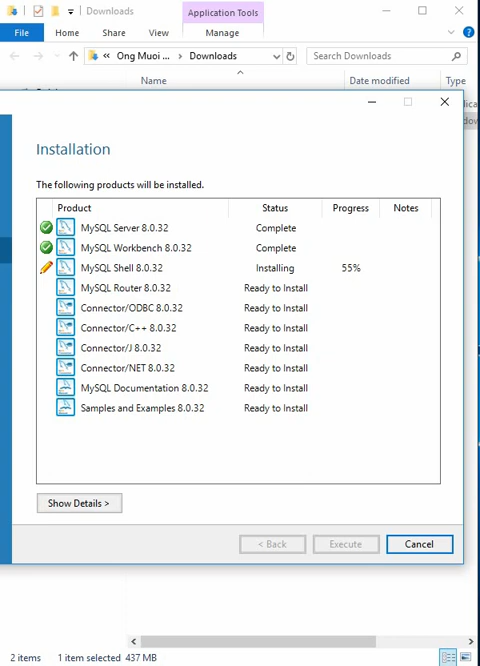 Downloads
Application Tools
File Home Share View Manage
Ong Muoi ... Downloads Search Downloads
Name Date modified Type
Installation
The following products will be installed.
Product Status Progress Notes
MySQL Server 8.0.32 Complete
MySQL Workbench 8.0.32 Complete
MySQL Shell 8.0.32 Installing 55%
MySQL Router 8.0.32 Ready to Install
Connector/ODBC 8.0.32 Ready to Install
Connector/C++ 8.0.32 Ready to Install
Connector/J 8.0.32 Ready to Install
Connector/NET 8.0.32 Ready to Install
MySQL Documentation 8.0.32 Ready to Install
Samples and Examples 8.0.32 Ready to Install
Show Details >
< Back Execute Cancel
2 items 1 item selected 437 MB